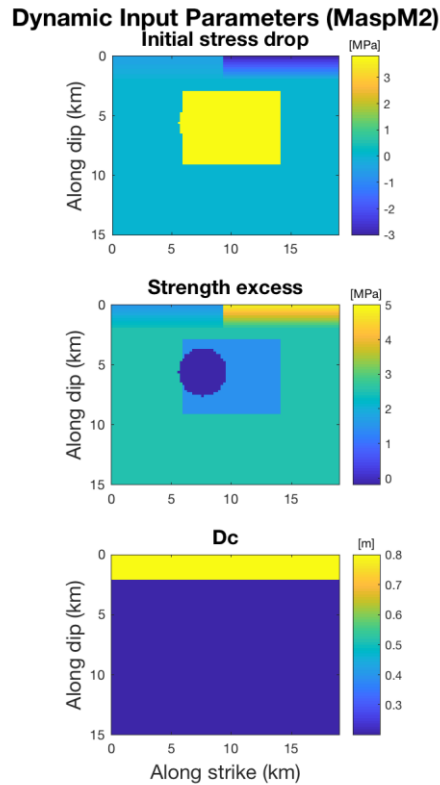 Dynamic Input Parameters (MaspM2)
Initial stress drop
[MPa]
Along dip (km)
0
5
10
15
0 5 10 15
3
2
1
0
-1
-2
-3
Strength excess
[MPa]
Along dip (km)
0
5
10
15
0 5 10 15
5
4
3
2
1
0
Dc
[m]
Along dip (km)
0
5
10
15
0 5 10 15
0.8
0.7
0.6
0.5
0.4
0.3
Along strike (km)